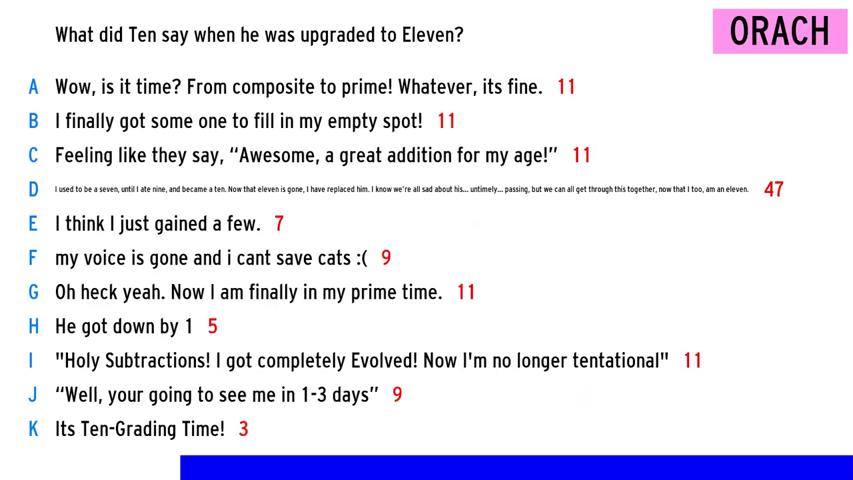 What did Ten say when he was upgraded to Eleven?
ORACH
A Wow, is it time? From composite to prime! Whatever, its fine. 11
B I finally got some one to fill in my empty spot! 11
C Feeling like they say, “Awesome, a great addition for my age!” 11
D I used to be a seven, until I ate nine, and became a ten. Now that eleven is gone, I have replaced him. I know we're all sad about his... untimely... passing, but we can all get through this together, now that I too, am an eleven. 47
E I think I just gained a few. 7
F my voice is gone and i cant save cats :( 9
G Oh heck yeah. Now I am finally in my prime time. 11
H He got down by 1 5
I "Holy Subtractions! I got completely Evolved! Now I'm no longer tentational" 11
J “Well, your going to see me in 1-3 days” 9
K Its Ten-Grading Time! 3